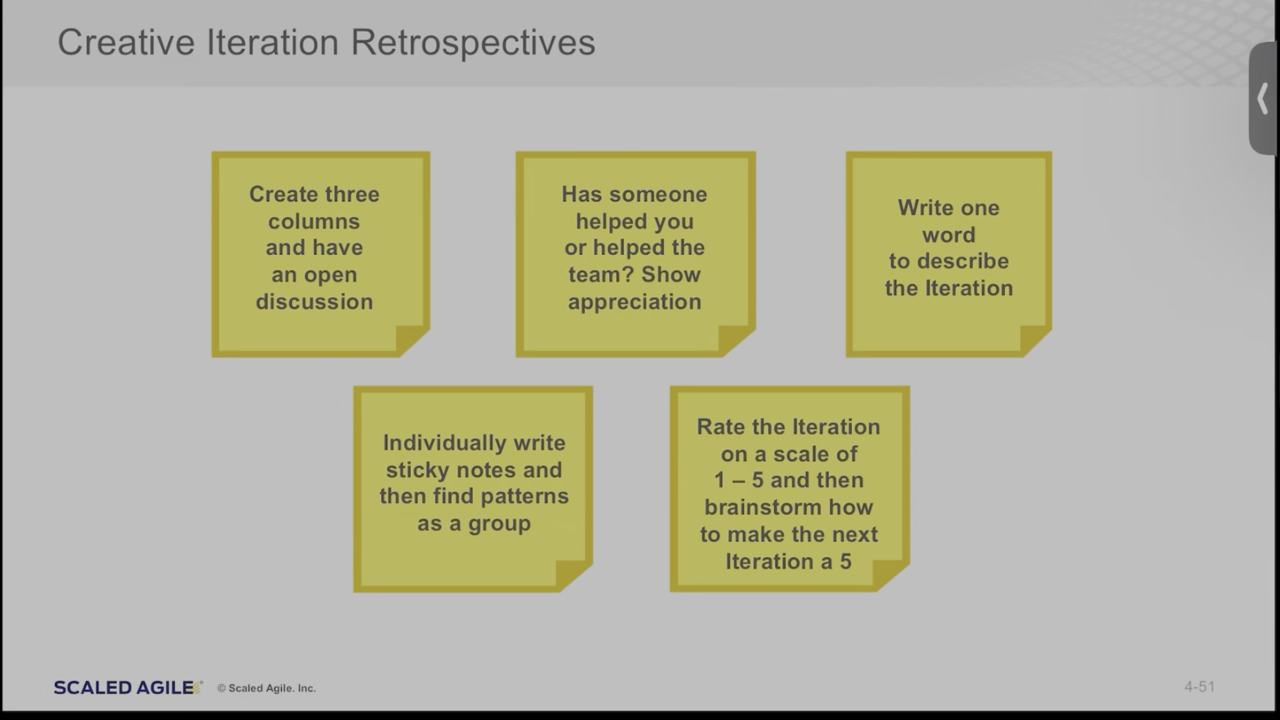 Creative Iteration Retrospectives
Create three
columns
and have
an open
discussion
Has someone
helped you
or helped the
team? Show
appreciation
Write one
word
to describe
the Iteration
Individually write
sticky notes and
then find patterns
as a group
Rate the Iteration
on a scale of
1 – 5 and then
brainstorm how
to make the next
Iteration a 5
SCALED AGILE
© Scaled Agile. Inc.
4-51